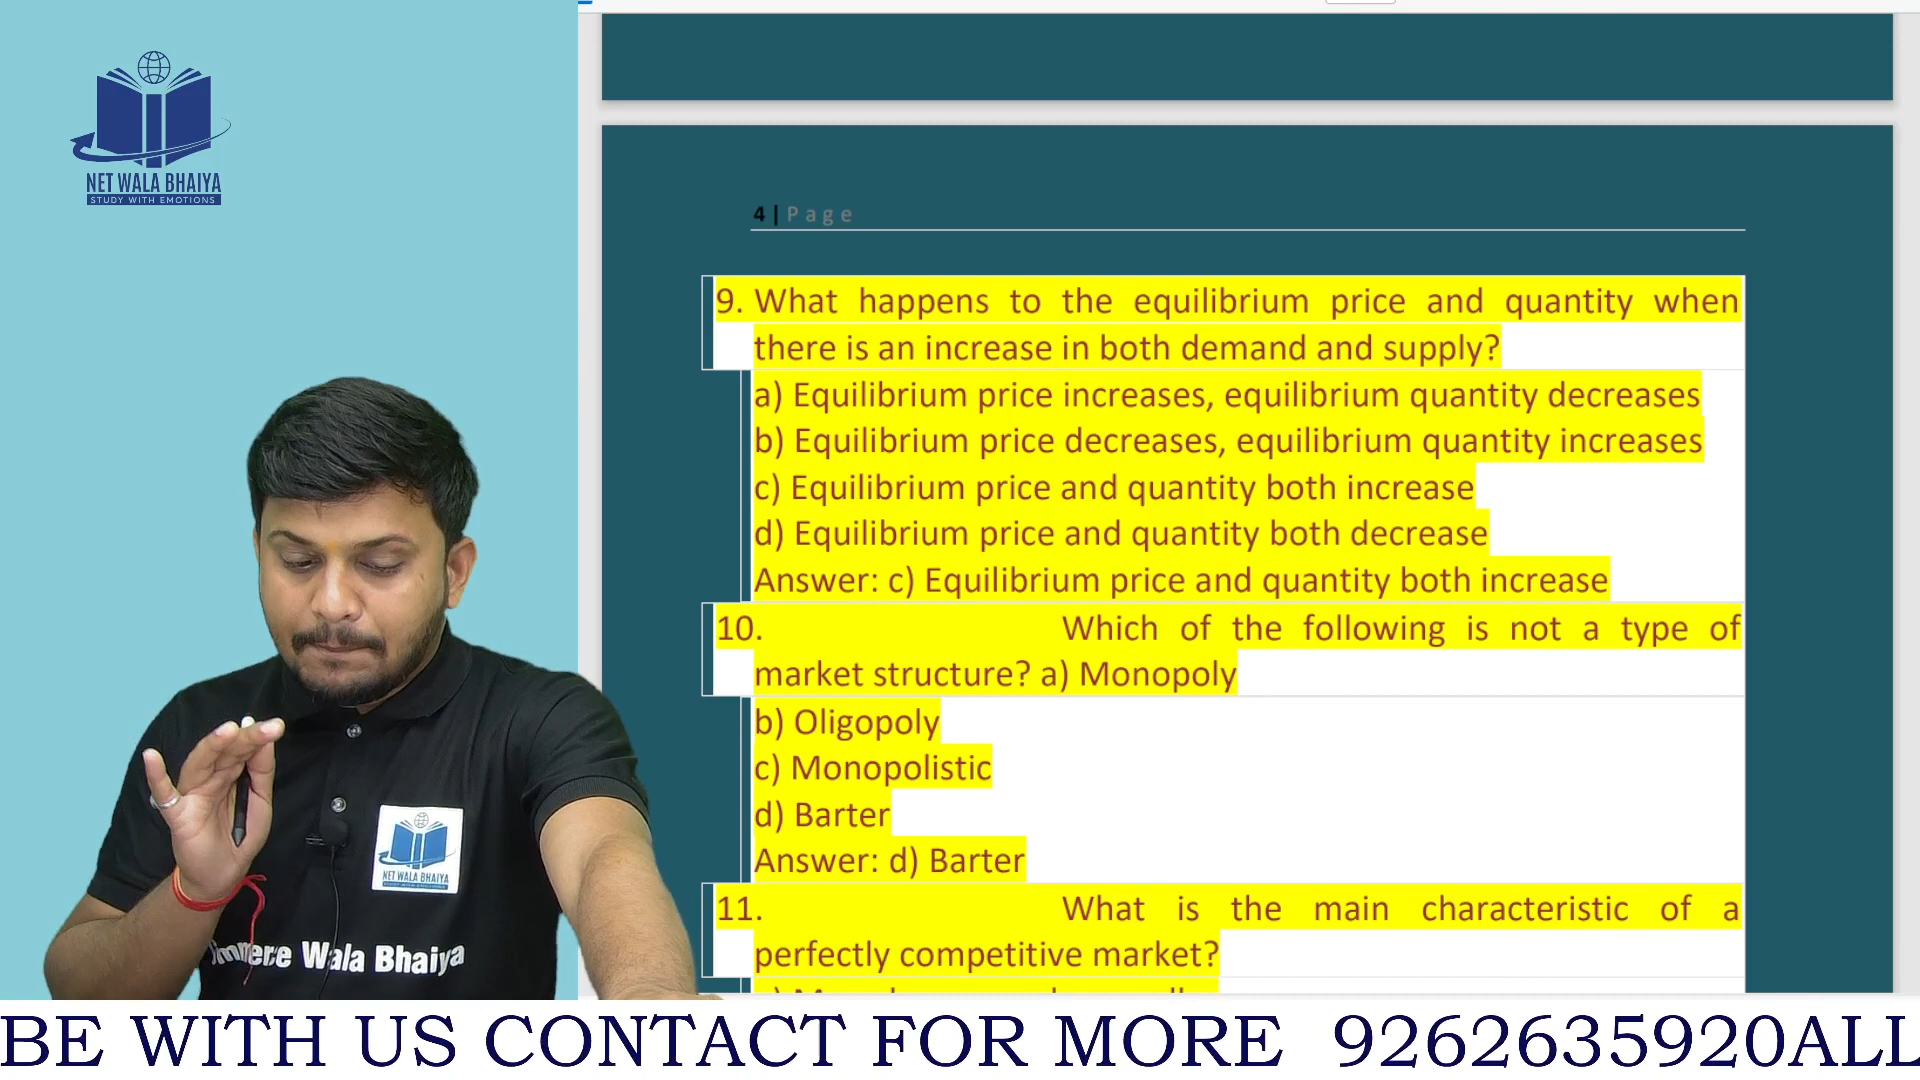 NET WALA BHAIYA
STUDY WITH EMOTIONS
4 | Page
9. What happens to the equilibrium price and quantity when
there is an increase in both demand and supply?
a) Equilibrium price increases, equilibrium quantity decreases
b) Equilibrium price decreases, equilibrium quantity increases
c) Equilibrium price and quantity both increase
d) Equilibrium price and quantity both decrease
Answer: c) Equilibrium price and quantity both increase
10. Which of the following is not a type of
market structure? a) Monopoly
b) Oligopoly
c) Monopolistic
d) Barter
Answer: d) Barter
11. What is the main characteristic of a
perfectly competitive market?
NET WALA BHAIYA
Wala Bhaiya
BE WITH US CONTACT FOR MORE 9262635920ALL